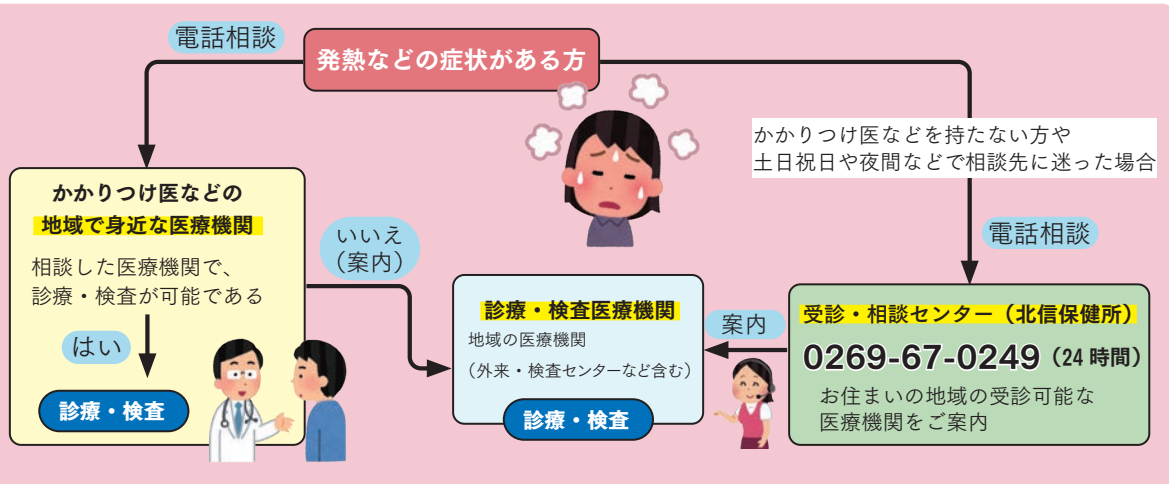 電話相談
発熱などの症状がある方
かかりつけ医などを持たない方や
土日祝日や夜間などで相談先に迷った場合
かかりつけ医などの
地域で身近な医療機関
相談した医療機関で、
診療・検査が可能である
はい
診療・検査
いいえ
（案内）
診療・検査医療機関
地域の医療機関
（外来・検査センターなど含む）
診療・検査
案内
電話相談
受診・相談センター（北信保健所）
0269-67-0249（24 時間）
お住まいの地域の受診可能な
医療機関をご案内